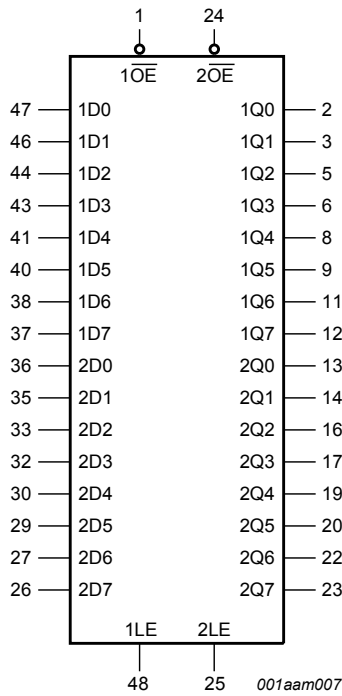 1 24
1OE 2OE
47 1D0 1Q0 2
46 1D1 1Q1 3
44 1D2 1Q2 5
43 1D3 1Q3 6
41 1D4 1Q4 8
40 1D5 1Q5 9
38 1D6 1Q6 11
37 1D7 1Q7 12
36 2D0 2Q0 13
35 2D1 2Q1 14
33 2D2 2Q2 16
32 2D3 2Q3 17
30 2D4 2Q4 19
29 2D5 2Q5 20
27 2D6 2Q6 22
26 2D7 2Q7 23
1LE 2LE
48 25 001aam007